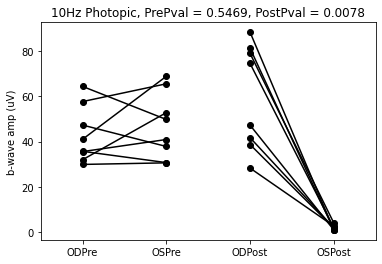 10Hz Photopic, PrePval = 0.5469, PostPval = 0.0078
b-wave amp (uV)
80
60
40
20
0
ODPre OSPre ODPost OSPost